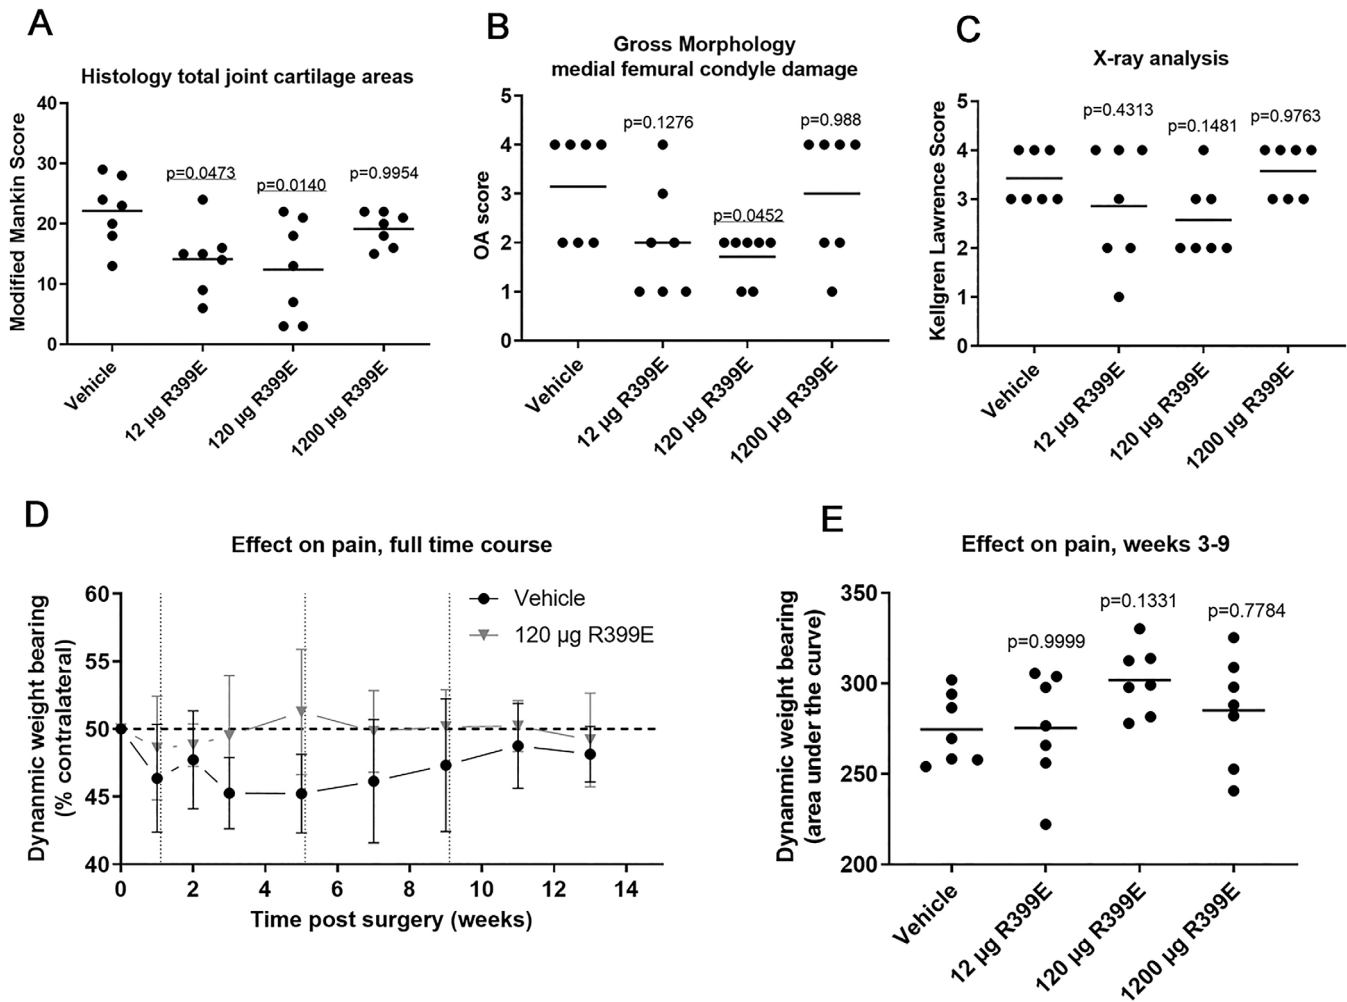 A
Histology total joint cartilage areas
Modified Mankin Score
40
30
20
10
0
p=0.0473
p=0.0140
p=0.9954
Vehicle
12 µg R399E
120 µg R399E
1200 µg R399E
B
Gross Morphology
medial femural condyle damage
OA score
5
4
3
2
1
0
p=0.1276
p=0.0452
p=0.988
Vehicle
12 µg R399E
120 µg R399E
1200 µg R399E
C
X-ray analysis
Kellgren Lawrence Score
5
4
3
2
1
0
p=0.4313
p=0.1481
p=0.9763
Vehicle
12 µg R399E
120 µg R399E
1200 µg R399E
D
Effect on pain, full time course
Dynanmic weight bearing
(% contralateral)
60
55
50
45
40
Vehicle
120 µg R399E
0 2 4 6 8 10 12 14
Time post surgery (weeks)
E
Effect on pain, weeks 3-9
Dynanmic weight bearing
(area under the curve)
350
300
250
200
p=0.9999
p=0.1331
p=0.7784
Vehicle
12 µg R399E
120 µg R399E
1200 µg R399E